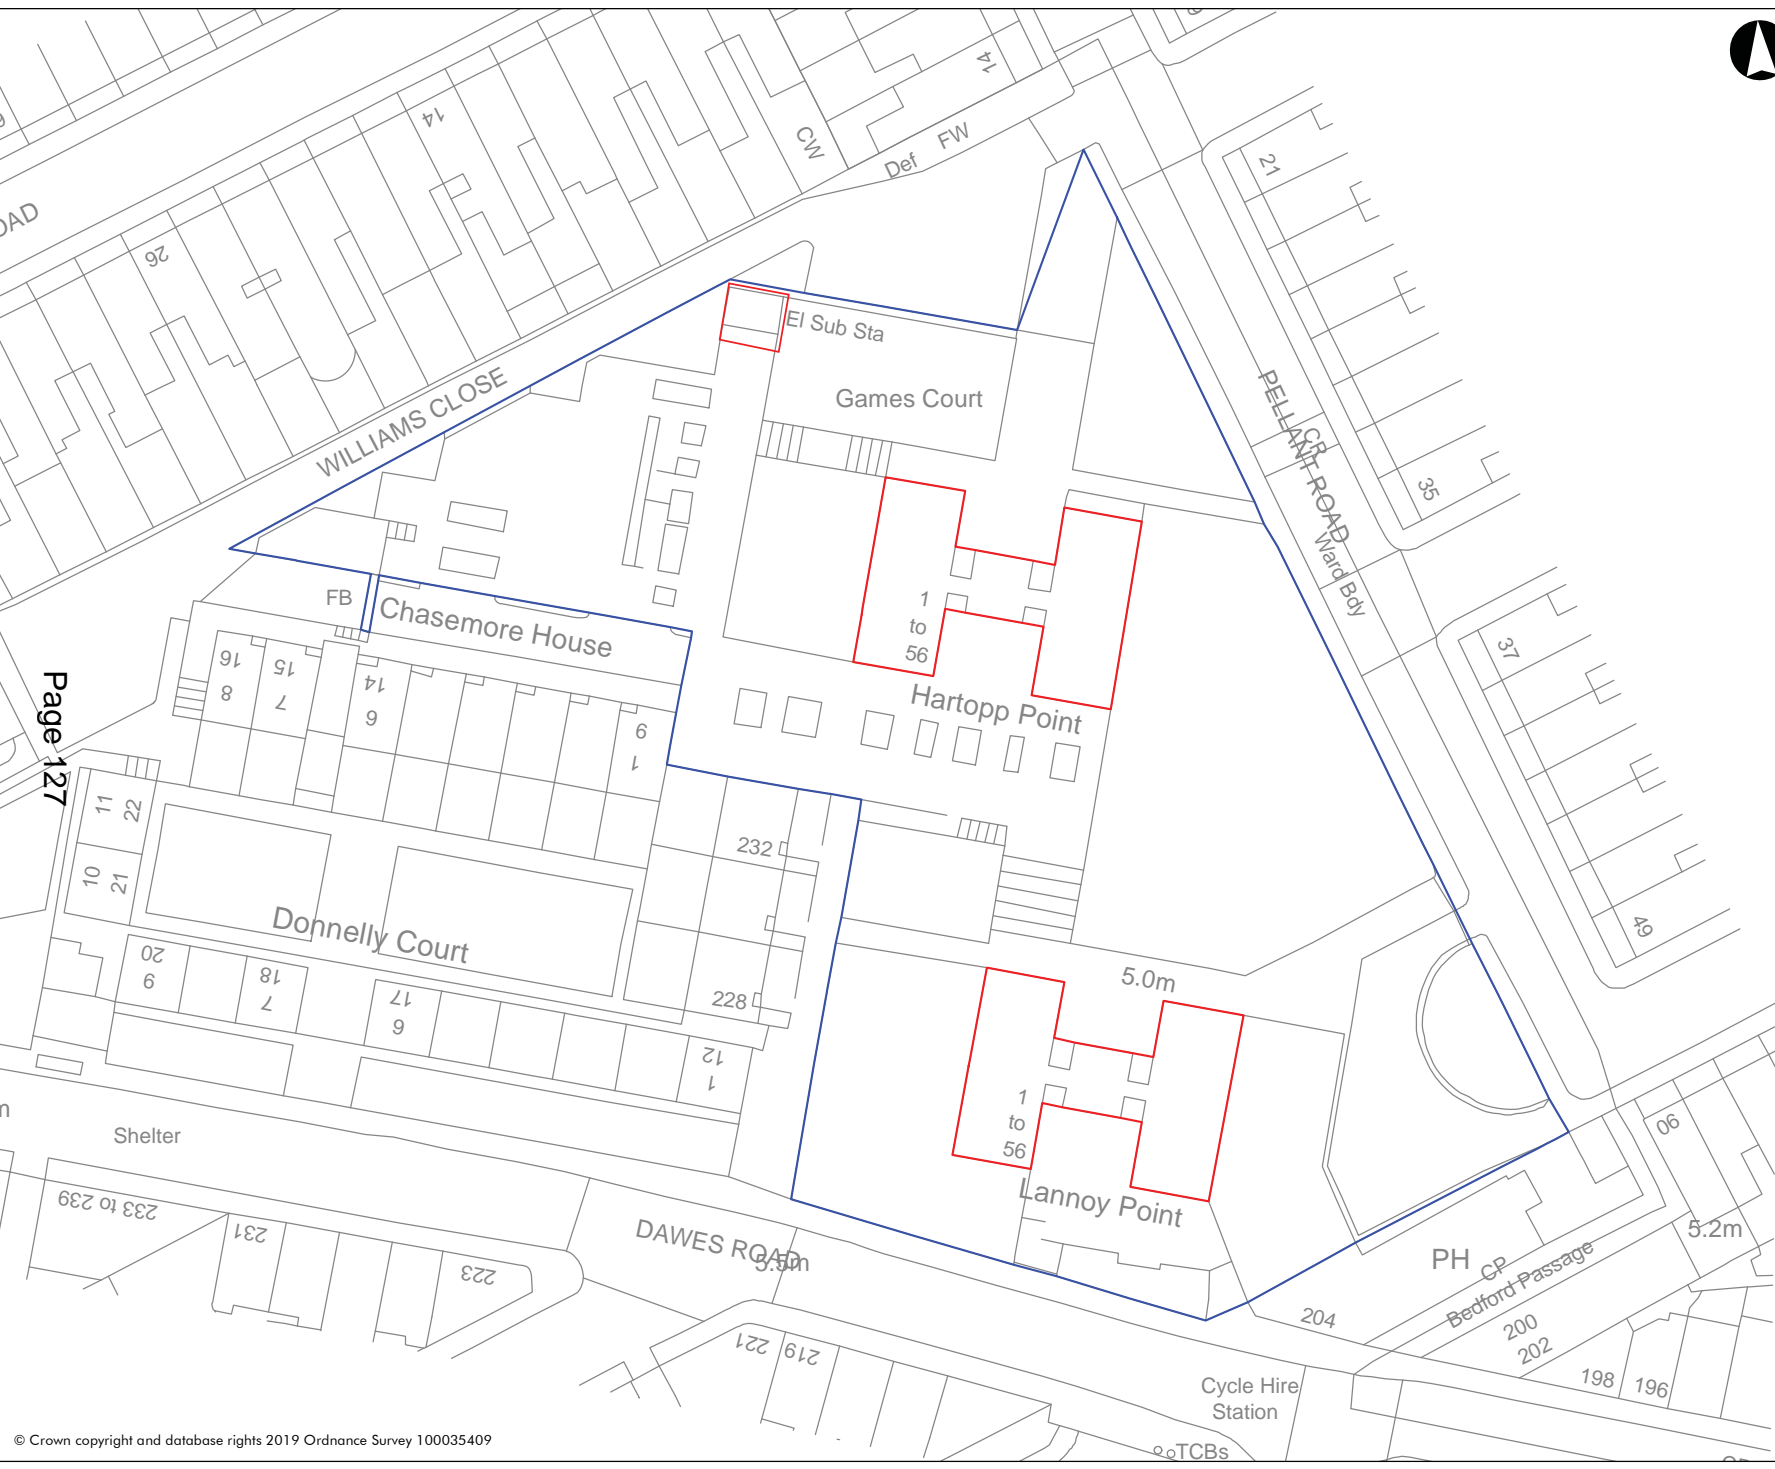 14
14
CW
Def FW
21
OAD
26
El Sub Sta
Games Court
WILLIAMS CLOSE
PELLANT ROAD
CR
Ward Bdy
35
FB
Chasemore House
1
to
56
Hartopp Point
37
16
8
15
7
14
6
9
1
Page 127
11
22
10
21
232
Donnelly Court
49
20
9
18
7
17
6
228
12
1
5.0m
1
to
56
Lannoy Point
Shelter
90
233 to 239
231
223
DAWES ROAD
5.5m
5.2m
PH
CP
Bedford Passage
204
200
202
221
219
198
196
Cycle Hire
Station
TCBs
© Crown copyright and database rights 2019 Ordnance Survey 100035409